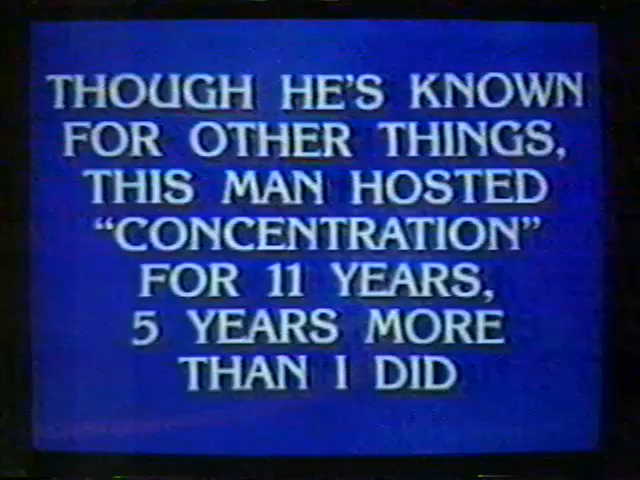 THOUGH HE'S KNOWN
FOR OTHER THINGS,
THIS MAN HOSTED
"CONCENTRATION"
FOR 11 YEARS,
5 YEARS MORE
THAN I DID